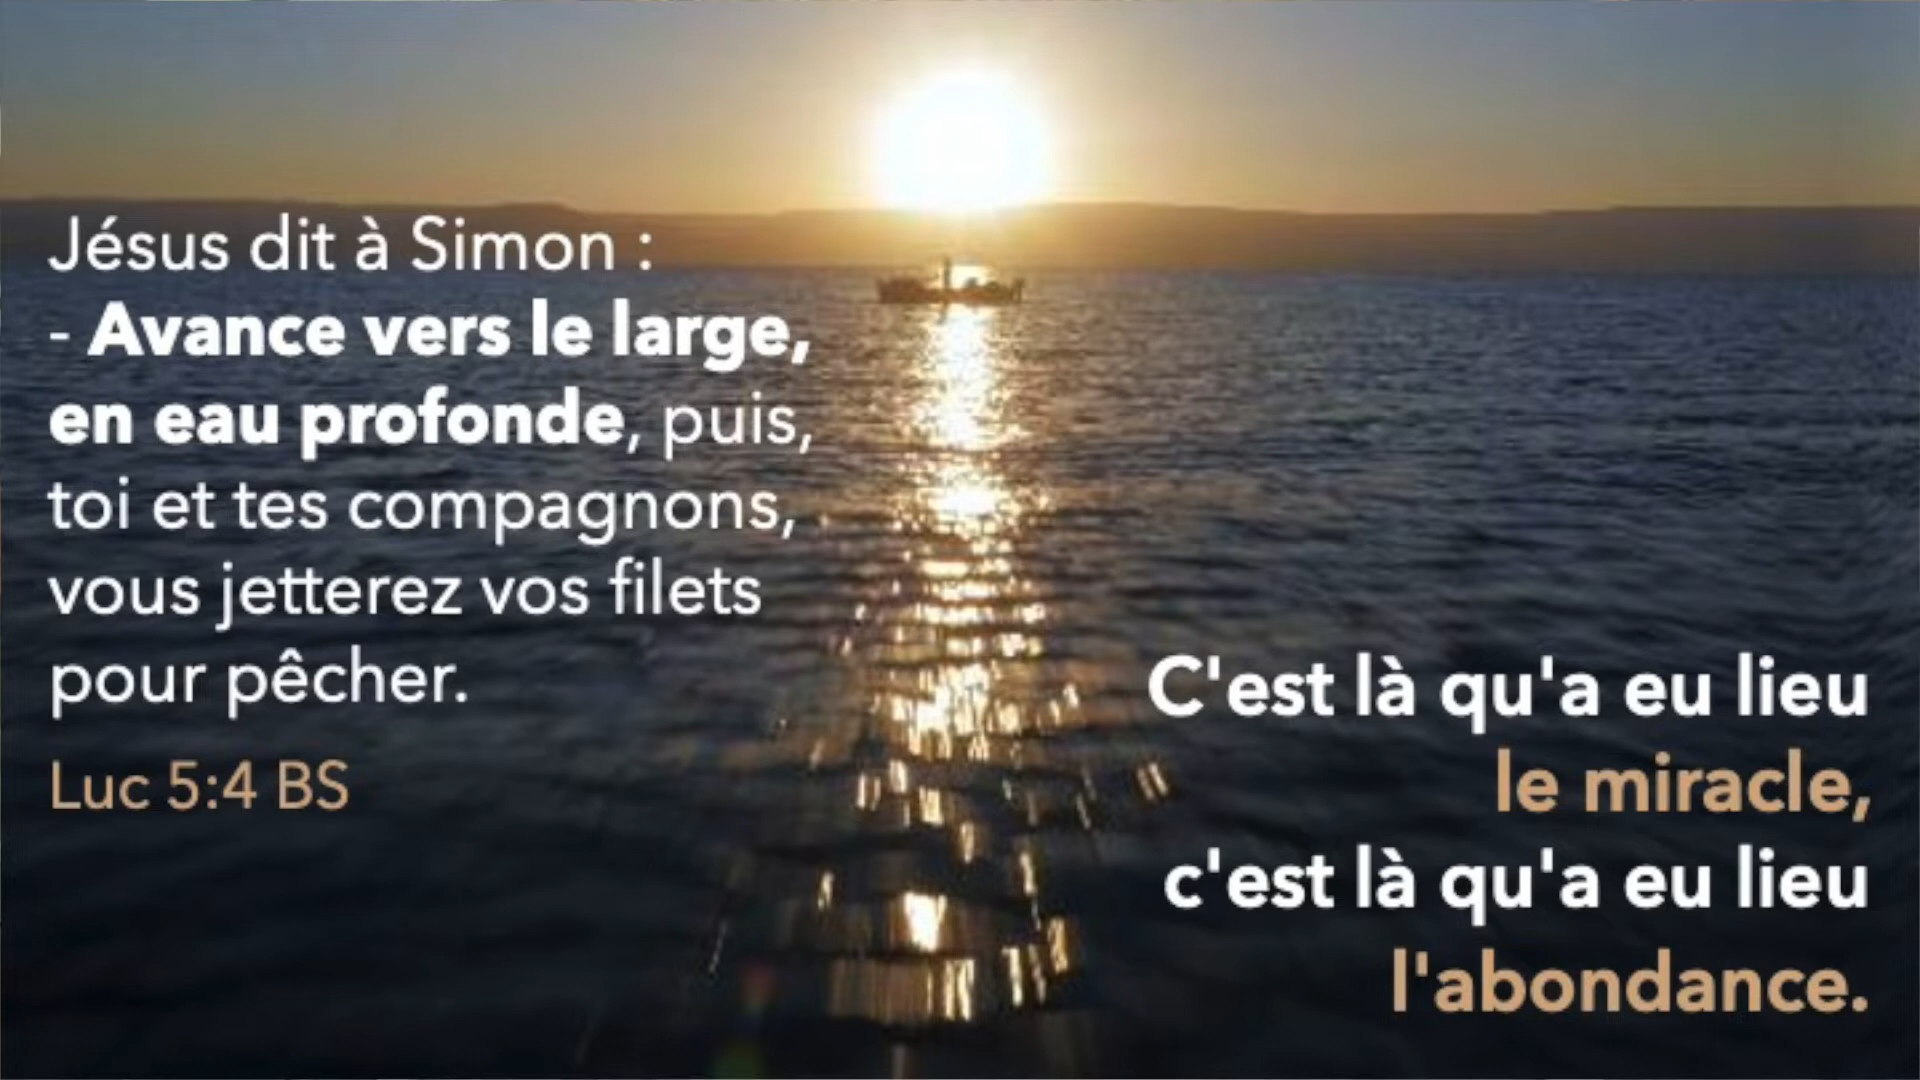 Jésus dit à Simon :
- Avance vers le large,
en eau profonde, puis,
toi et tes compagnons,
vous jetterez vos filets
pour pêcher.
Luc 5:4 BS
C'est là qu'a eu lieu
le miracle,
c'est là qu'a eu lieu
l'abondance.